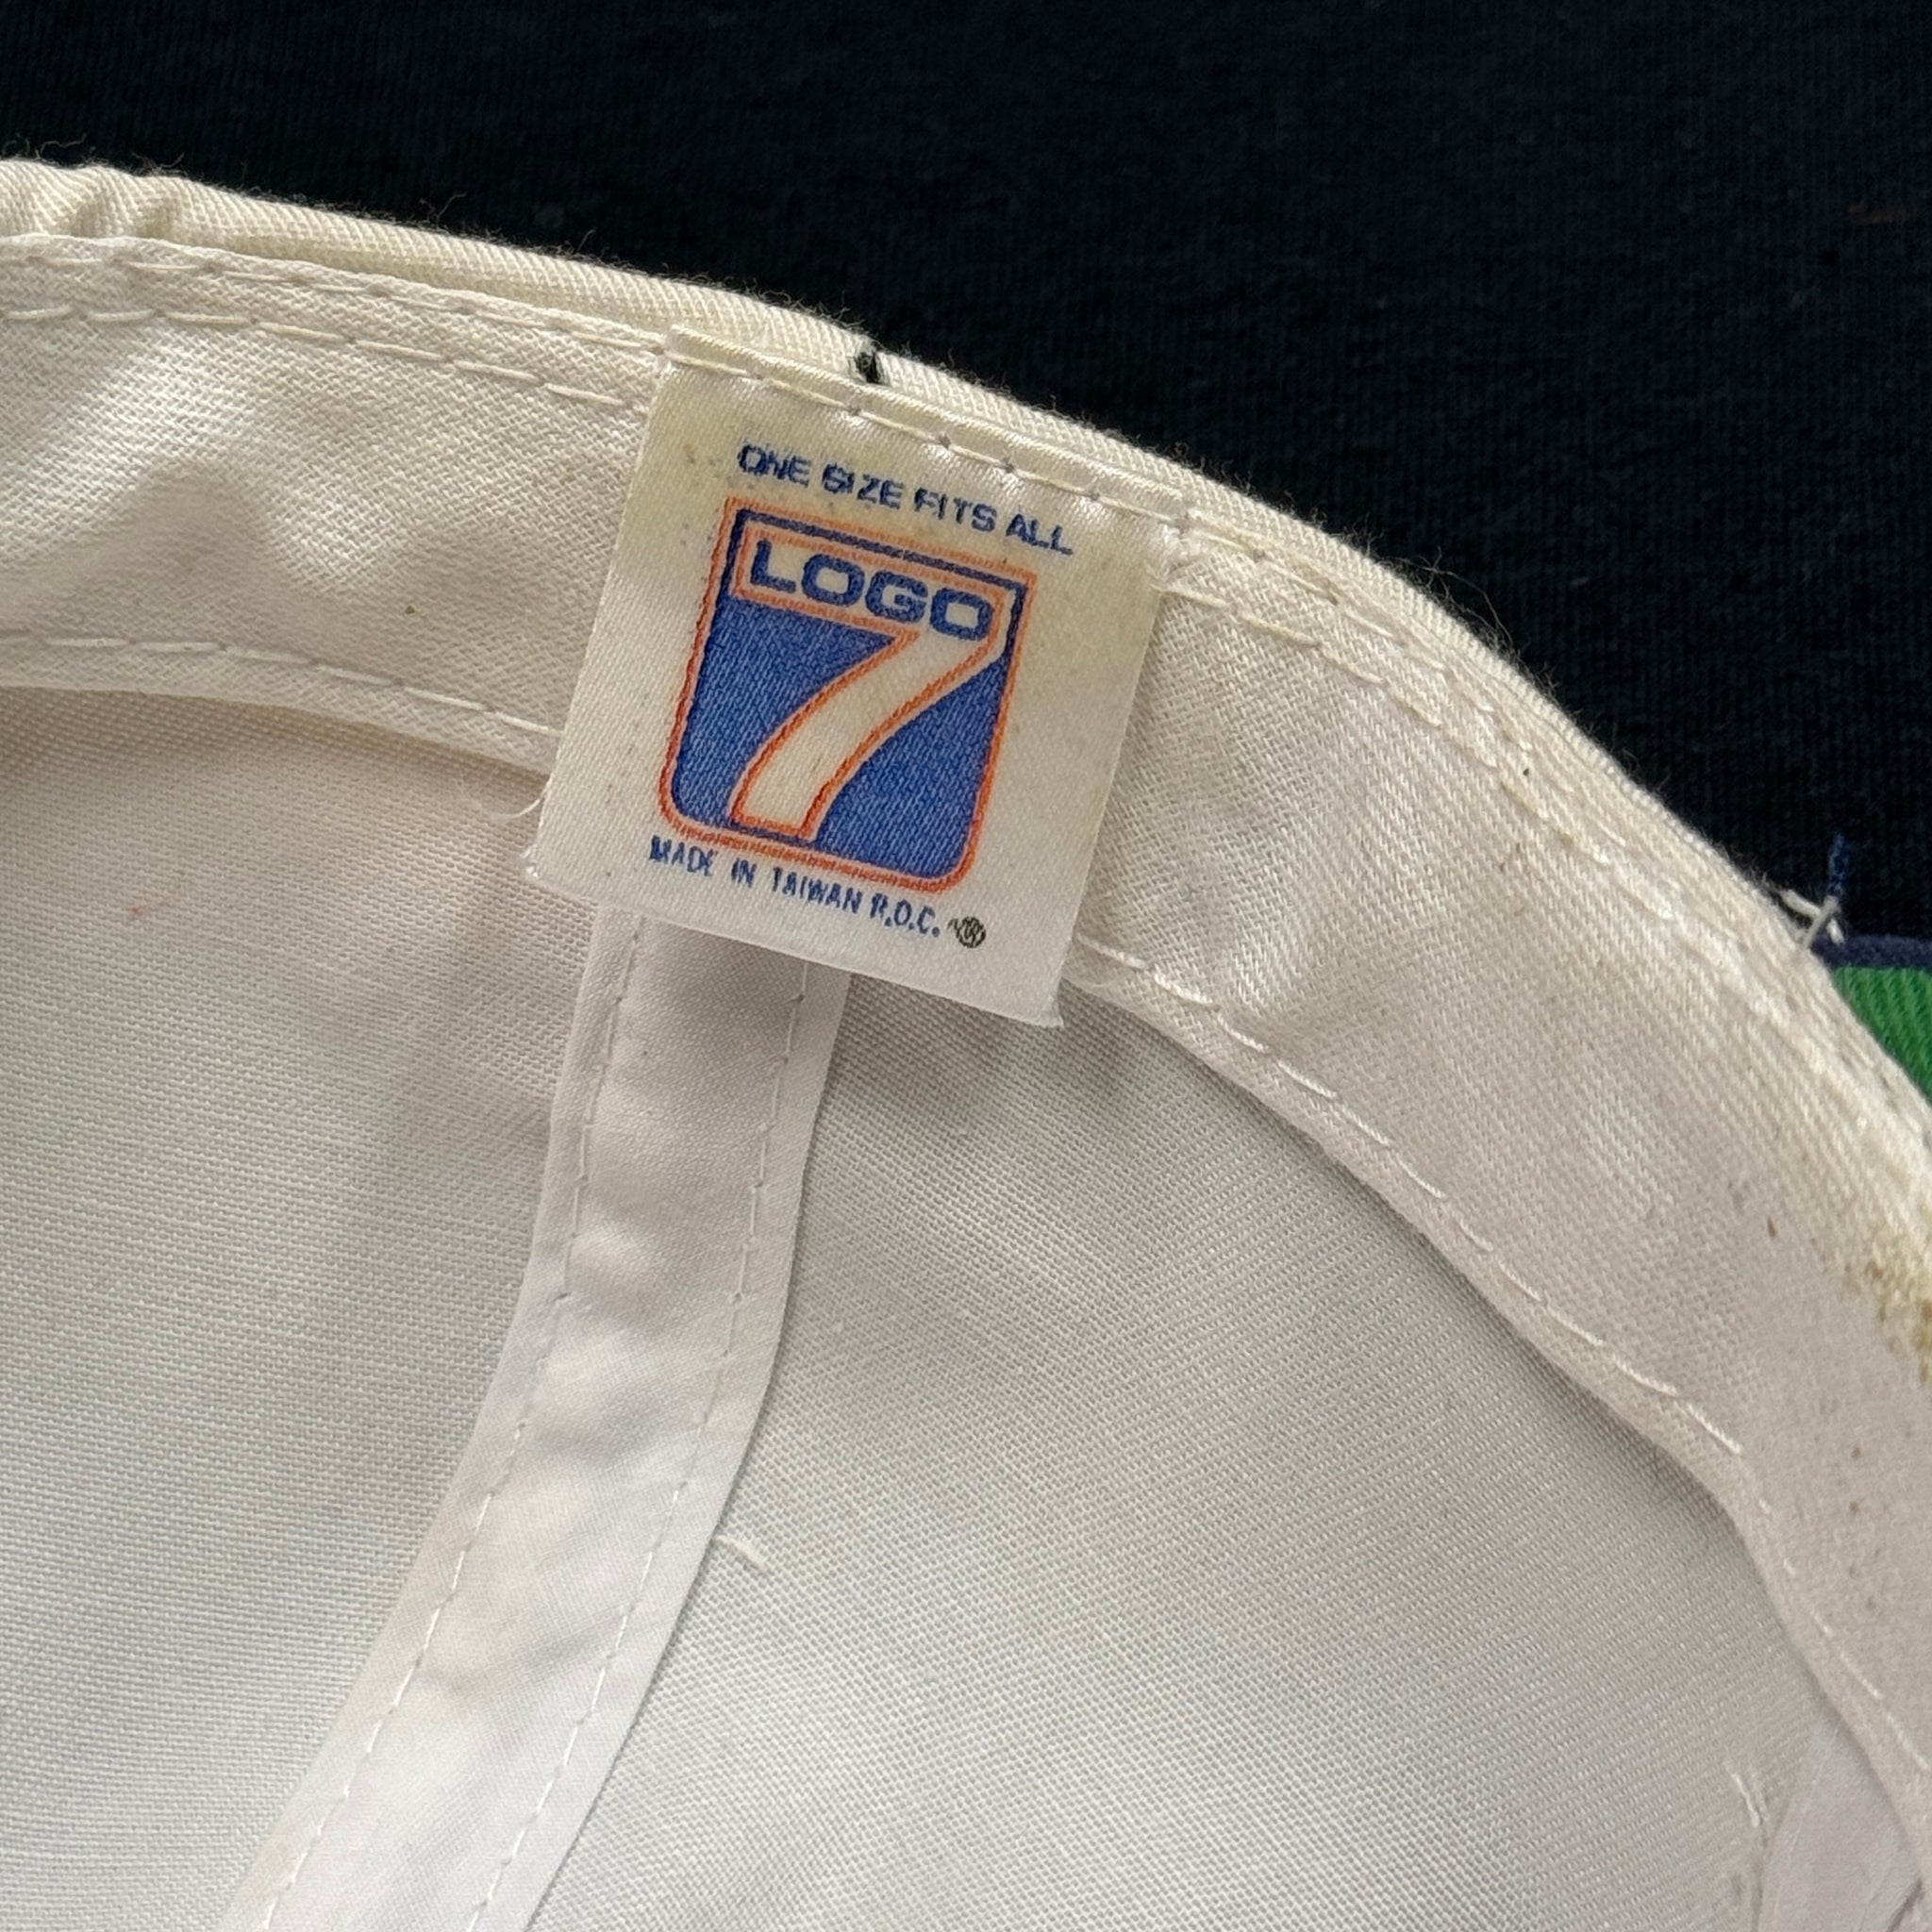 ONE SIZE FITS ALL
LOGO
7
MADE IN TAIWAN R.O.C. ®